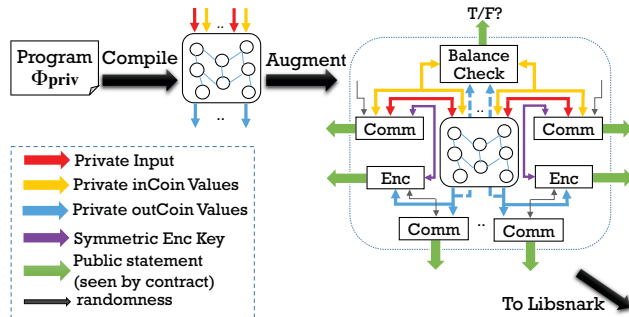 T/F?
Program
Φpriv
Compile
..
Augment
Balance
Check
..
..
Comm
Comm
Enc
Enc
..
Comm
Comm
Private Input
Private inCoin Values
Private outCoin Values
Symmetric Enc Key
Public statement
(seen by contract)
randomness
To Libsnark